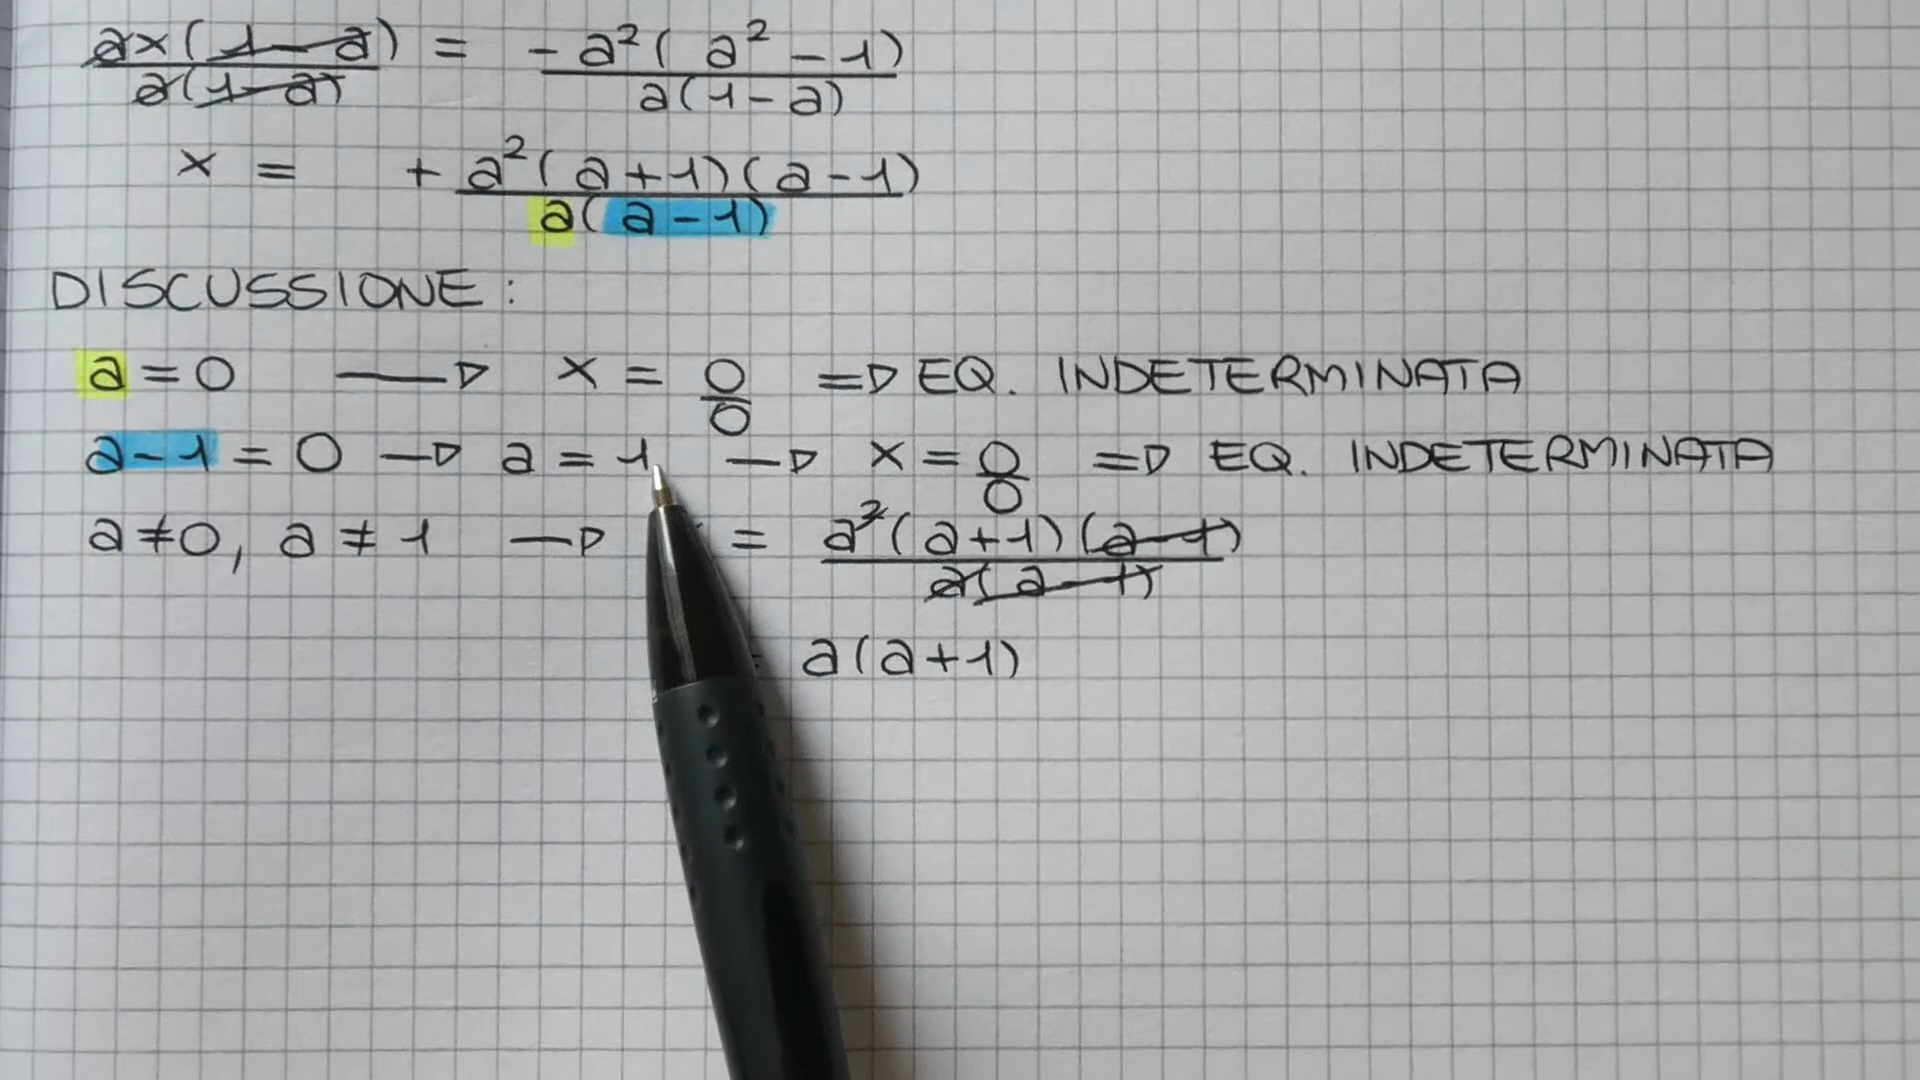 ax(1-a)/a(1-a) = -a²(a²-1)/a(1-a)
x = + a²(a+1)(a-1)/a(a-1)
DISCUSSIONE:
a = 0 → x = 0/0 ⇒ EQ. INDETERMINATA
a-1 = 0 → a = 1 → x = 0/0 ⇒ EQ. INDETERMINATA
a ≠ 0, a ≠ 1 → = a²(a+1)(a-1)/a(a-1)
= a(a+1)